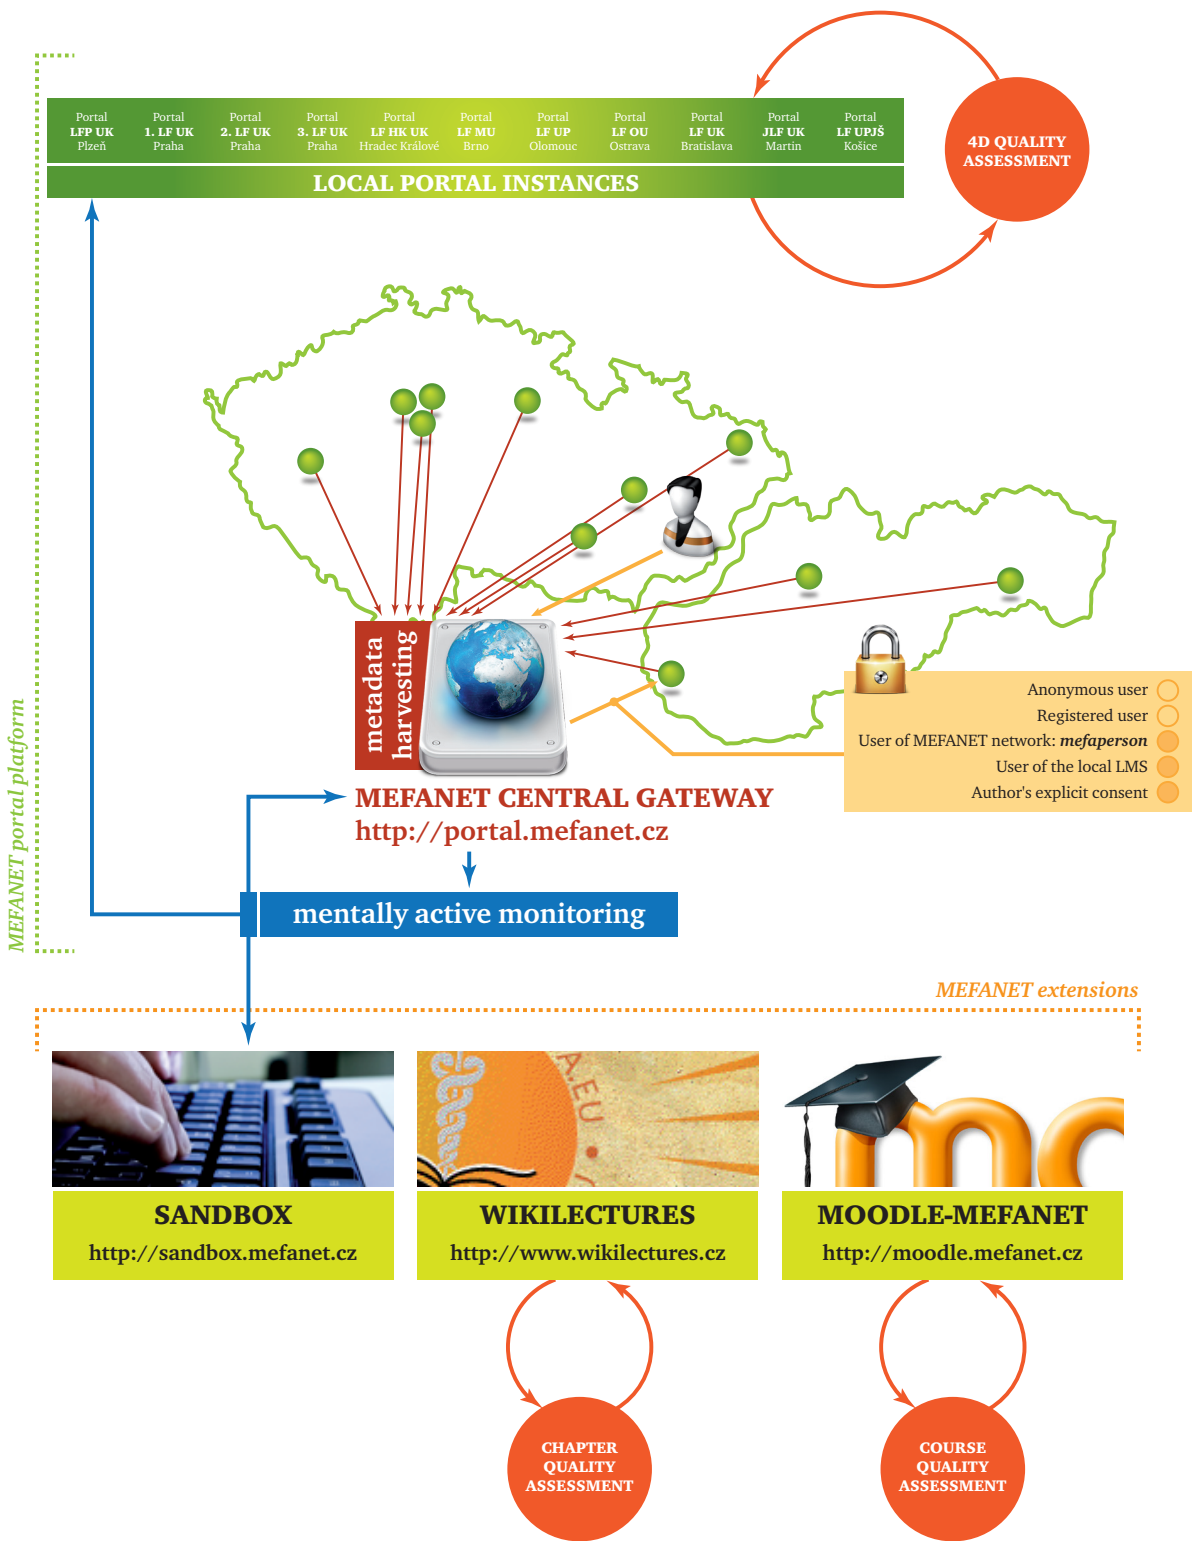 Portal
LFP UK
Plzeň
Portal
1. LF UK
Praha
Portal
2. LF UK
Praha
Portal
3. LF UK
Praha
Portal
LF HK UK
Hradec Králové
Portal
LF MU
Brno
Portal
LF UP
Olomouc
Portal
LF OU
Ostrava
Portal
LF UK
Bratislava
Portal
JLF UK
Martin
Portal
LF UPJŠ
Košice
LOCAL PORTAL INSTANCES
4D QUALITY
ASSESSMENT
MEFANET portal platform
metadata
harvesting
Anonymous user
Registered user
User of MEFANET network: mefaperson
User of the local LMS
Author's explicit consent
MEFANET CENTRAL GATEWAY
http://portal.mefanet.cz
mentally active monitoring
MEFANET extensions
A.EU
SANDBOX
http://sandbox.mefanet.cz
WIKILECTURES
http://www.wikilectures.cz
mo
MOODLE-MEFANET
http://moodle.mefanet.cz
CHAPTER
QUALITY
ASSESSMENT
COURSE
QUALITY
ASSESSMENT